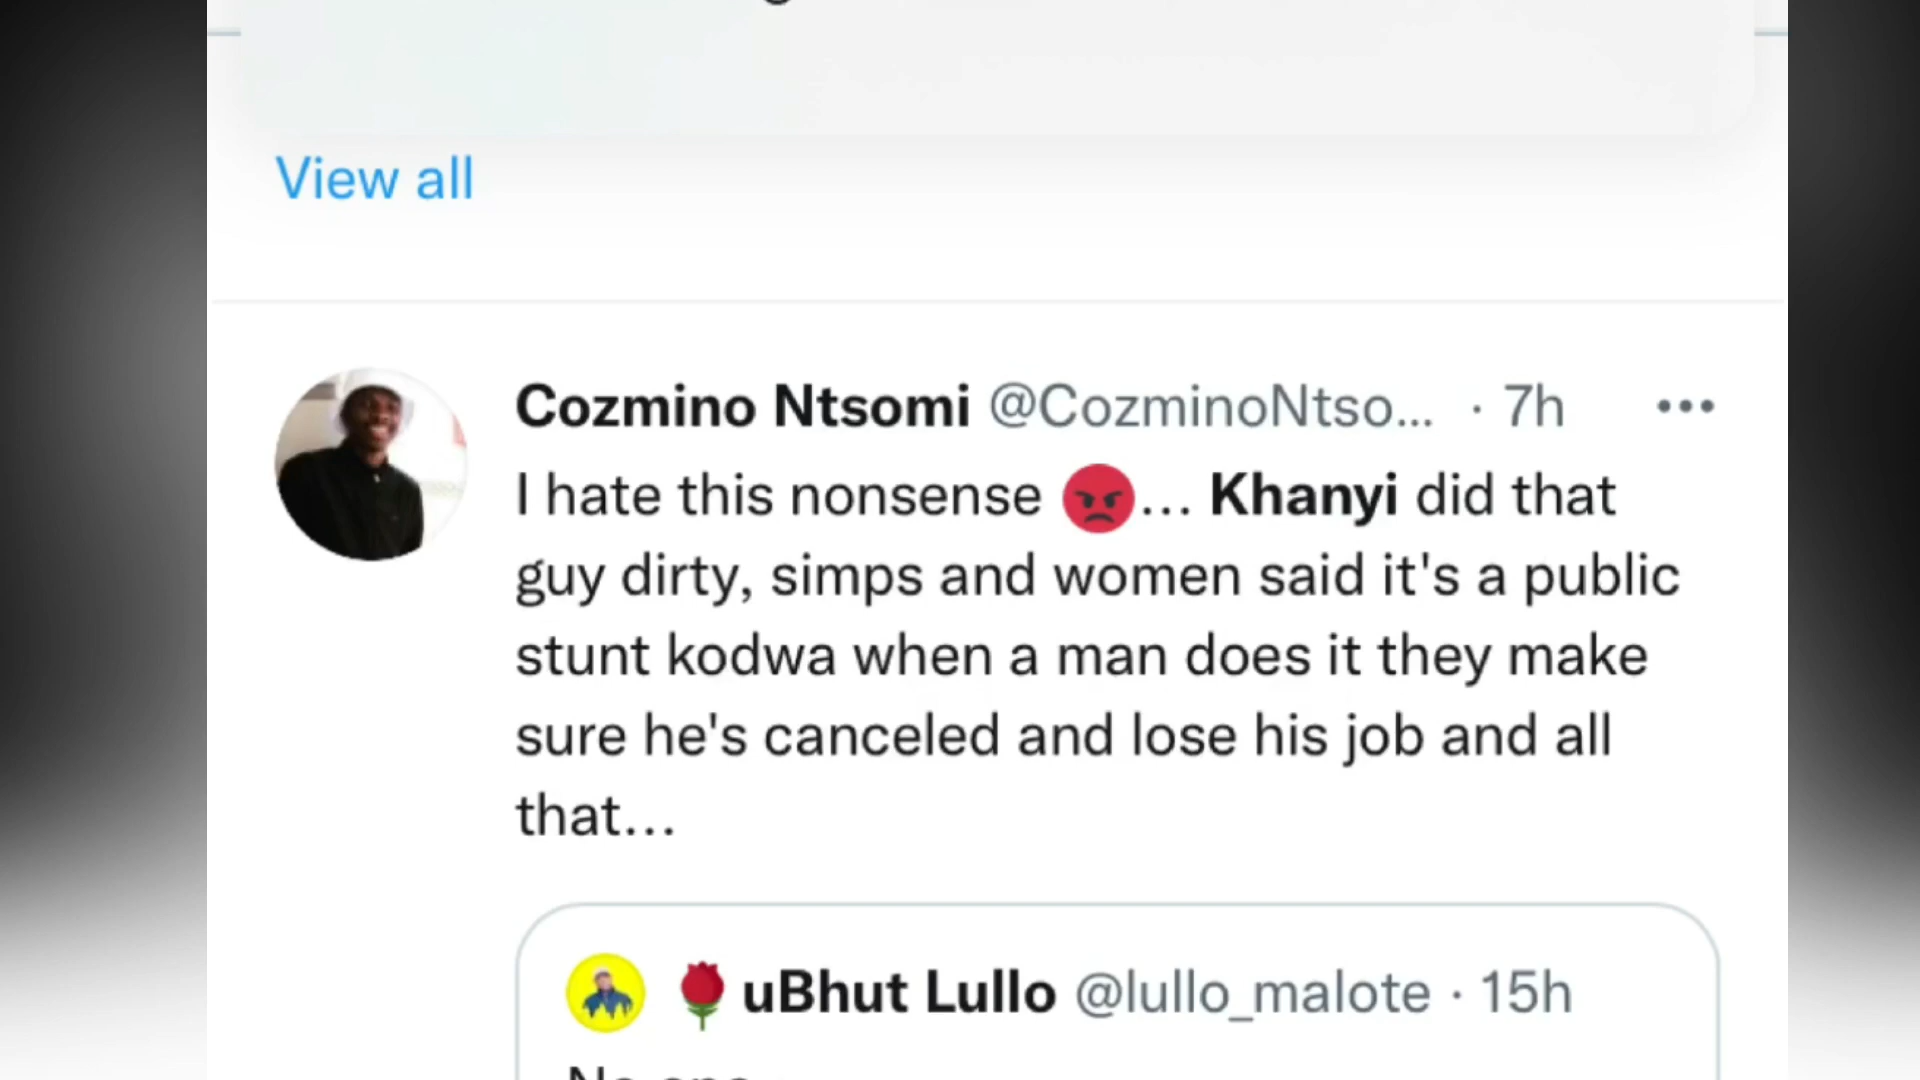 View all
Cozmino Ntsomi @CozminoNtso... · 7h
I hate this nonsense 😡... Khanyi did that
guy dirty, simps and women said it's a public
stunt kodwa when a man does it they make
sure he's canceled and lose his job and all
that...
🌹 uBhut Lullo @lullo_malote · 15h